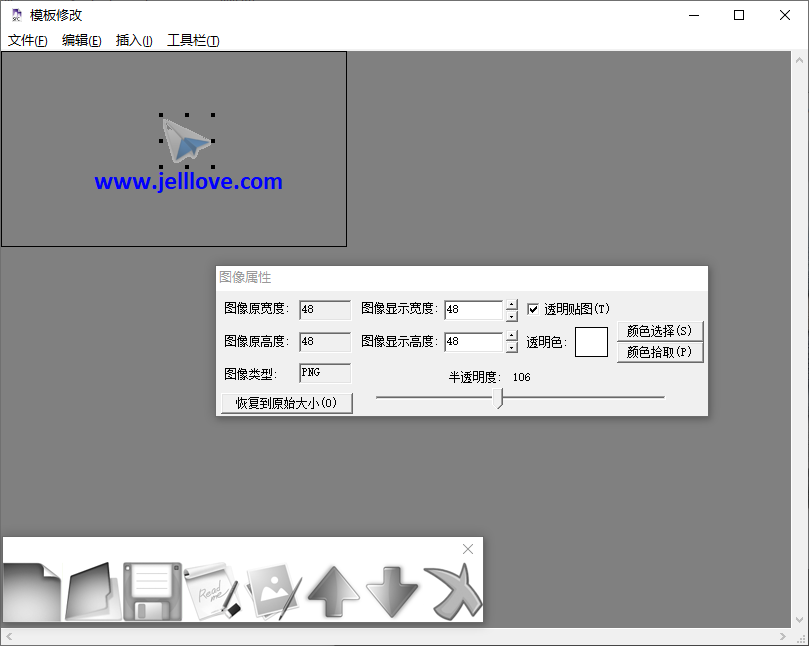 模板修改
文件(F) 编辑(E) 插入(I) 工具栏(T)
www.jelllove.com
图像属性
图像原宽度: 48 图像显示宽度: 48 透明贴图(T)
图像原高度: 48 图像显示高度: 48 透明色: 颜色选择(S)
颜色拾取(P)
图像类型: PNG 半透明度: 106
恢复到原始大小(O)
Read me